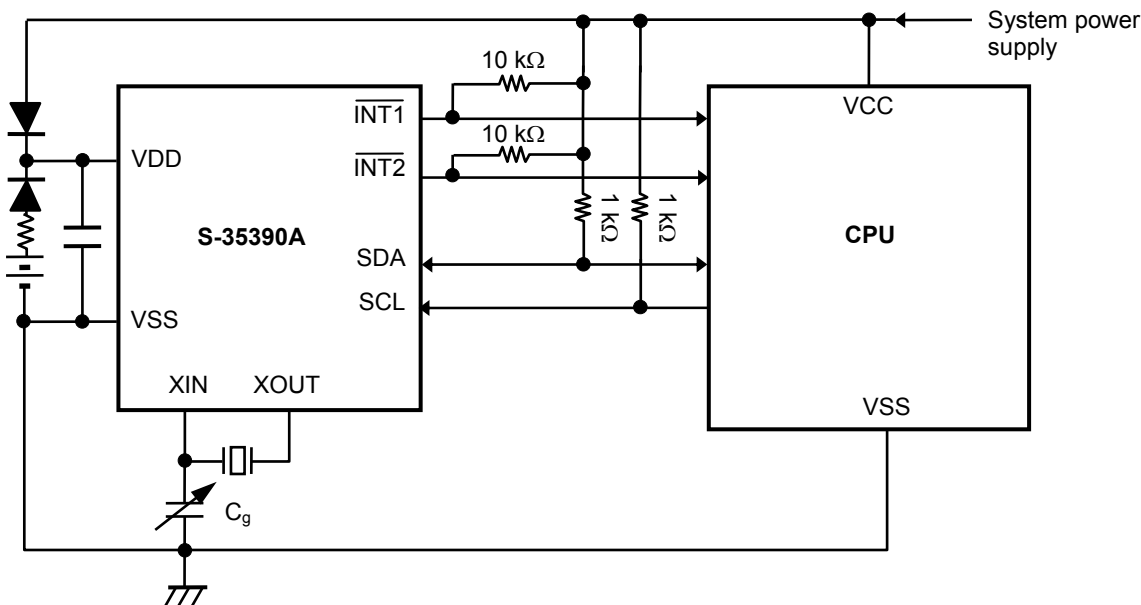 System power
supply
10 kΩ
INT1
VCC
10 kΩ
VDD
INT2
1 kΩ
1 kΩ
S-35390A
CPU
SDA
SCL
VSS
XIN
XOUT
VSS
Cg